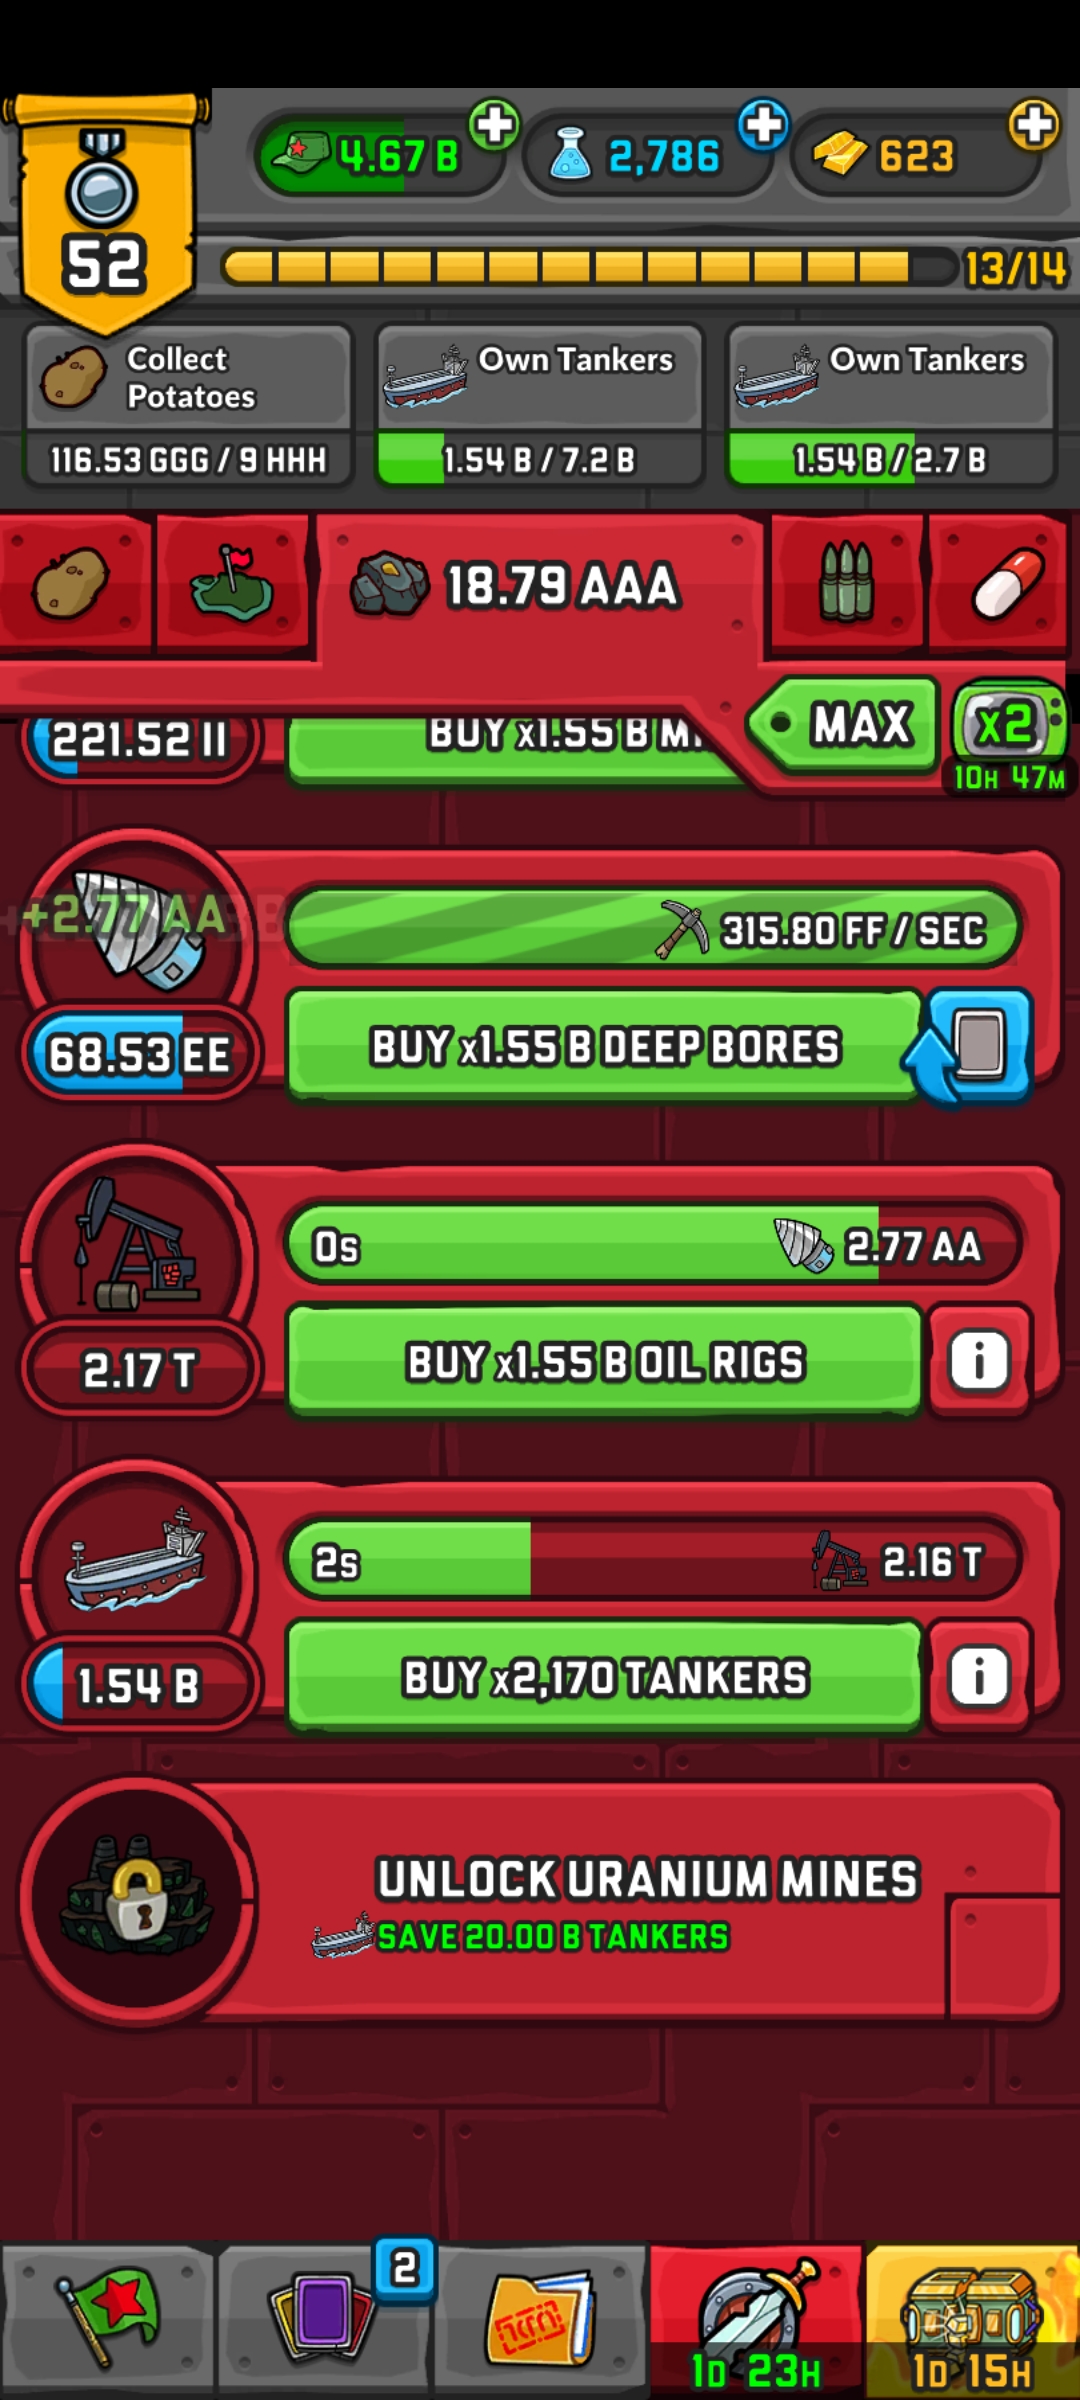 4.67 B
2,786
623
52
13/14
Collect
Potatoes
Own Tankers
Own Tankers
116.53 GGG / 9 HHH
1.54 B / 7.2 B
1.54 B / 2.7 B
18.79 AAA
MAX
x2
10H 47M
221.52 II
BUY x1.55 B
+2.77 AA
315.80 FF / SEC
68.53 EE
BUY x1.55 B DEEP BORES
0s
2.77 AA
2.17 T
BUY x1.55 B OIL RIGS
i
2s
2.16 T
1.54 B
BUY x2,170 TANKERS
i
UNLOCK URANIUM MINES
SAVE 20.00 B TANKERS
2
1D 23H
1D 15H